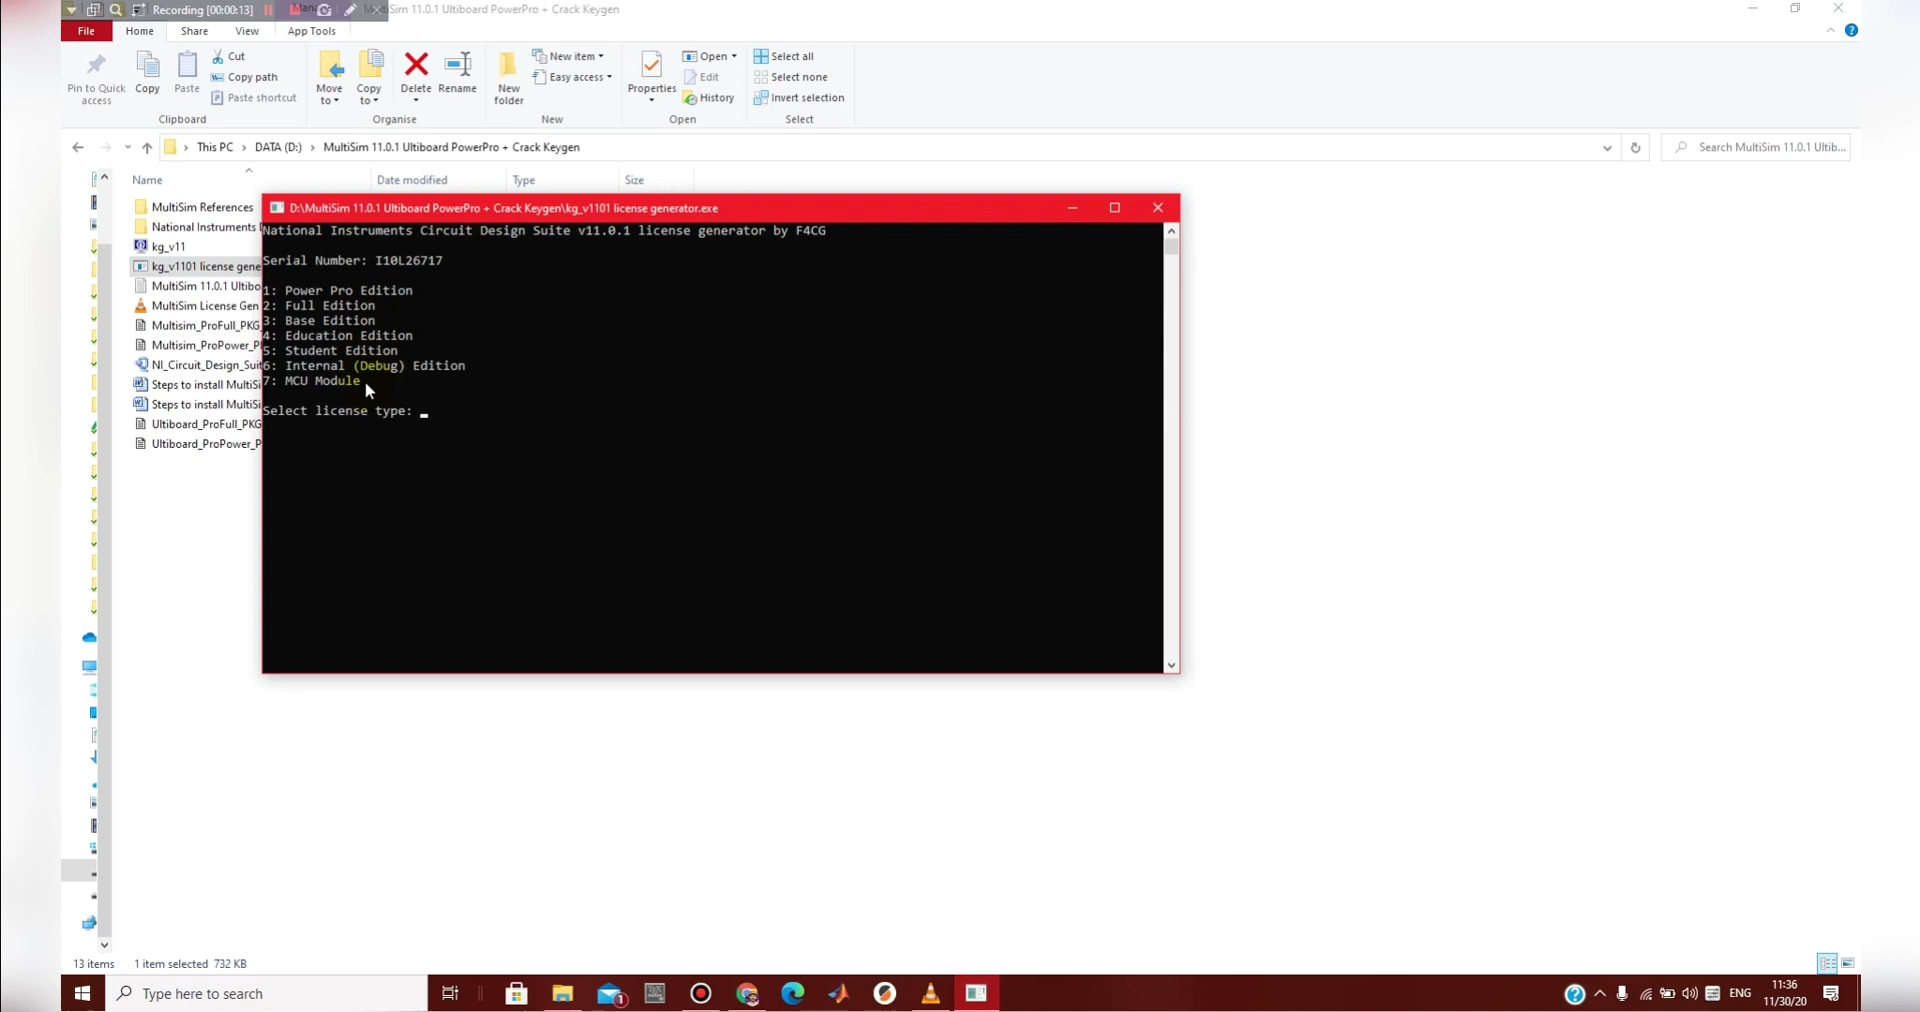 Recording [00:00:13]
MultiSim 11.0.1 Ultiboard PowerPro + Crack Keygen
File
Home
Share
View
App Tools
Pin to Quick
access
Copy
Paste
Cut
Copy path
Paste shortcut
Clipboard
Move
to
Copy
to
Delete
Rename
Organise
New
folder
New item
Easy access
New
Properties
Open
Edit
History
Open
Select all
Select none
Invert selection
Select
This PC
DATA (D:)
MultiSim 11.0.1 Ultiboard PowerPro + Crack Keygen
Search MultiSim 11.0.1 Ultib...
Name
Date modified
Type
Size
MultiSim References
National Instruments
kg_v11
kg_v1101 license gene
MultiSim 11.0.1 Ultibo
MultiSim License Gen
Multisim_ProFull_PKG
Multisim_ProPower_P
NI_Circuit_Design_Suit
Steps to install MultiSi
Steps to install MultiSi
Ultiboard_ProFull_PKG
Ultiboard_ProPower_P
D:\MultiSim 11.0.1 Ultiboard PowerPro + Crack Keygen\kg_v1101 license generator.exe
National Instruments Circuit Design Suite v11.0.1 license generator by F4CG
Serial Number: I10L26717
1: Power Pro Edition
2: Full Edition
3: Base Edition
4: Education Edition
5: Student Edition
6: Internal (Debug) Edition
7: MCU Module
Select license type: _
13 items
1 item selected 732 KB
Type here to search
1
ENG
11:36
11/30/20